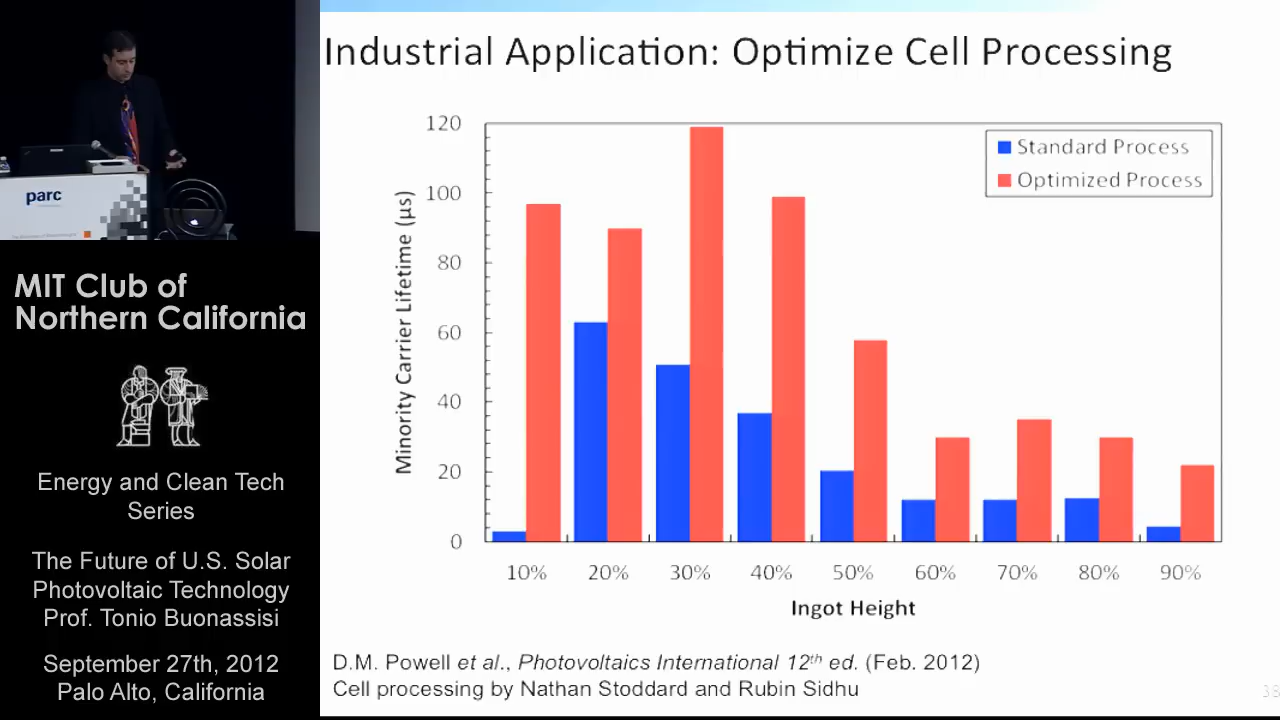 Industrial Application: Optimize Cell Processing
120
100
80
60
40
20
0
Minority Carrier Lifetime (µs)
Standard Process
Optimized Process
10% 20% 30% 40% 50% 60% 70% 80% 90%
Ingot Height
D.M. Powell et al., Photovoltaics International 12th ed. (Feb. 2012)
Cell processing by Nathan Stoddard and Rubin Sidhu
38
parc
MIT Club of
Northern California
Energy and Clean Tech
Series
The Future of U.S. Solar
Photovoltaic Technology
Prof. Tonio Buonassisi
September 27th, 2012
Palo Alto, California